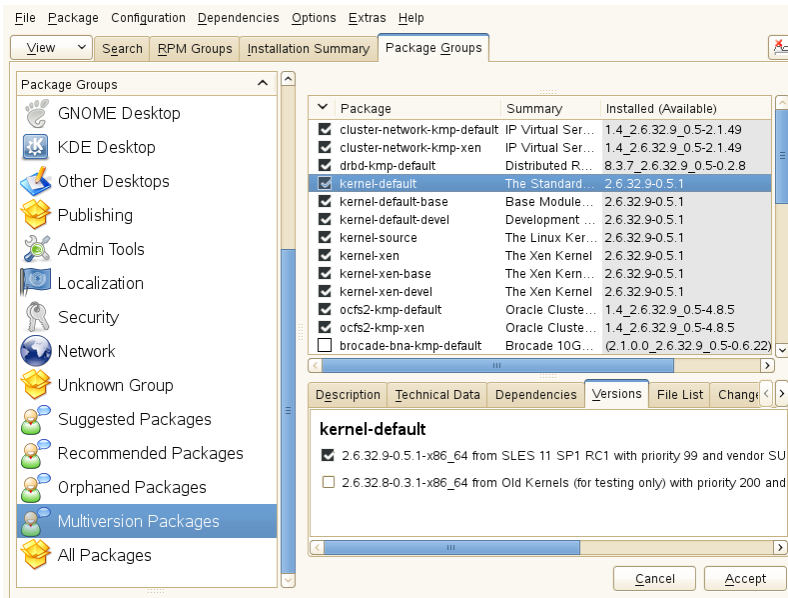 File Package Configuration Dependencies Options Extras Help
View Search RPM Groups Installation Summary Package Groups
Package Groups
GNOME Desktop
KDE Desktop
Other Desktops
Publishing
Admin Tools
Localization
Security
Network
Unknown Group
Suggested Packages
Recommended Packages
Orphaned Packages
Multiversion Packages
All Packages
Package Summary Installed (Available)
cluster-network-kmp-default IP Virtual Ser... 1.4_2.6.32.9_0.5-2.1.49
cluster-network-kmp-xen IP Virtual Ser... 1.4_2.6.32.9_0.5-2.1.49
drbd-kmp-default Distributed R... 8.3.7_2.6.32.9_0.5-0.2.8
kernel-default The Standard... 2.6.32.9-0.5.1
kernel-default-base Base Module... 2.6.32.9-0.5.1
kernel-default-devel Development ... 2.6.32.9-0.5.1
kernel-source The Linux Ker... 2.6.32.9-0.5.1
kernel-xen The Xen Kernel 2.6.32.9-0.5.1
kernel-xen-base The Xen Kern... 2.6.32.9-0.5.1
kernel-xen-devel The Xen Kernel 2.6.32.9-0.5.1
ocfs2-kmp-default Oracle Cluste... 1.4_2.6.32.9_0.5-4.8.5
ocfs2-kmp-xen Oracle Cluste... 1.4_2.6.32.9_0.5-4.8.5
brocade-bna-kmp-default Brocade 10G... (2.1.0.0_2.6.32.9_0.5-0.6.22)
Description Technical Data Dependencies Versions File List Change
kernel-default
2.6.32.9-0.5.1-x86_64 from SLES 11 SP1 RC1 with priority 99 and vendor SU
2.6.32.8-0.3.1-x86_64 from Old Kernels (for testing only) with priority 200 and
Cancel Accept